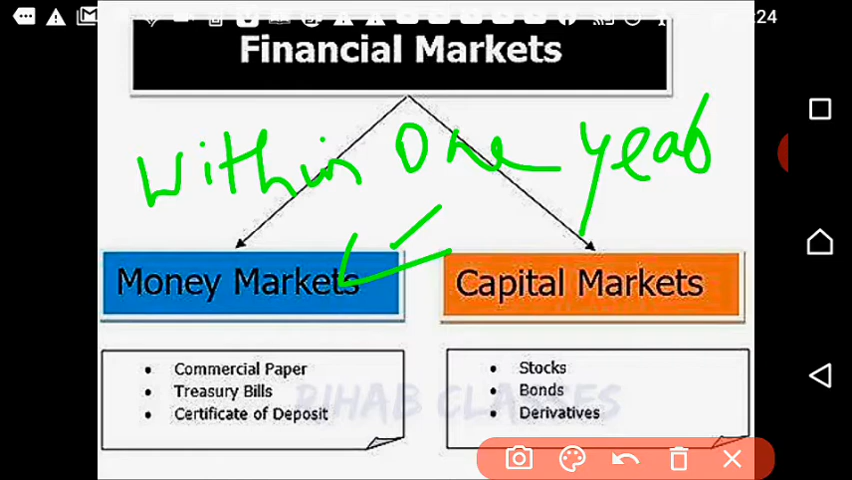 24
Financial Markets
Within One year
Money Markets
Capital Markets
• Commercial Paper
• Treasury Bills
• Certificate of Deposit
• Stocks
• Bonds
• Derivatives
RIHAB CLASSES